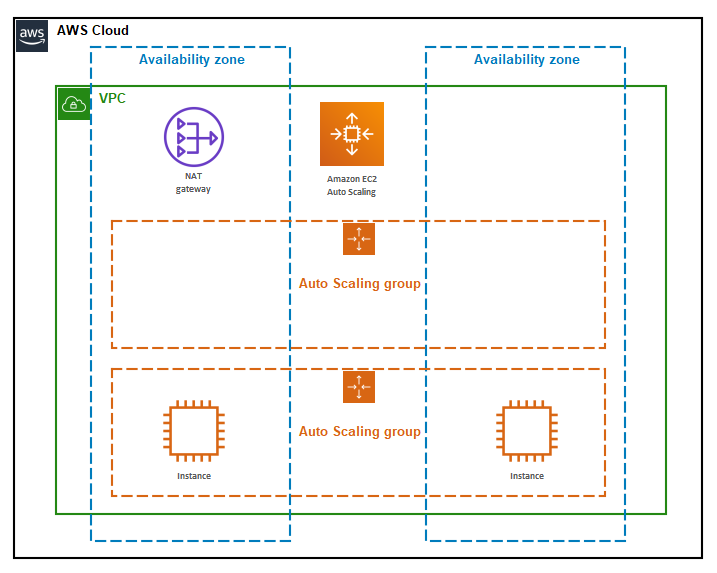 aws
AWS Cloud
Availability zone
Availability zone
VPC
NAT
gateway
Amazon EC2
Auto Scaling
Auto Scaling group
Auto Scaling group
Instance
Instance